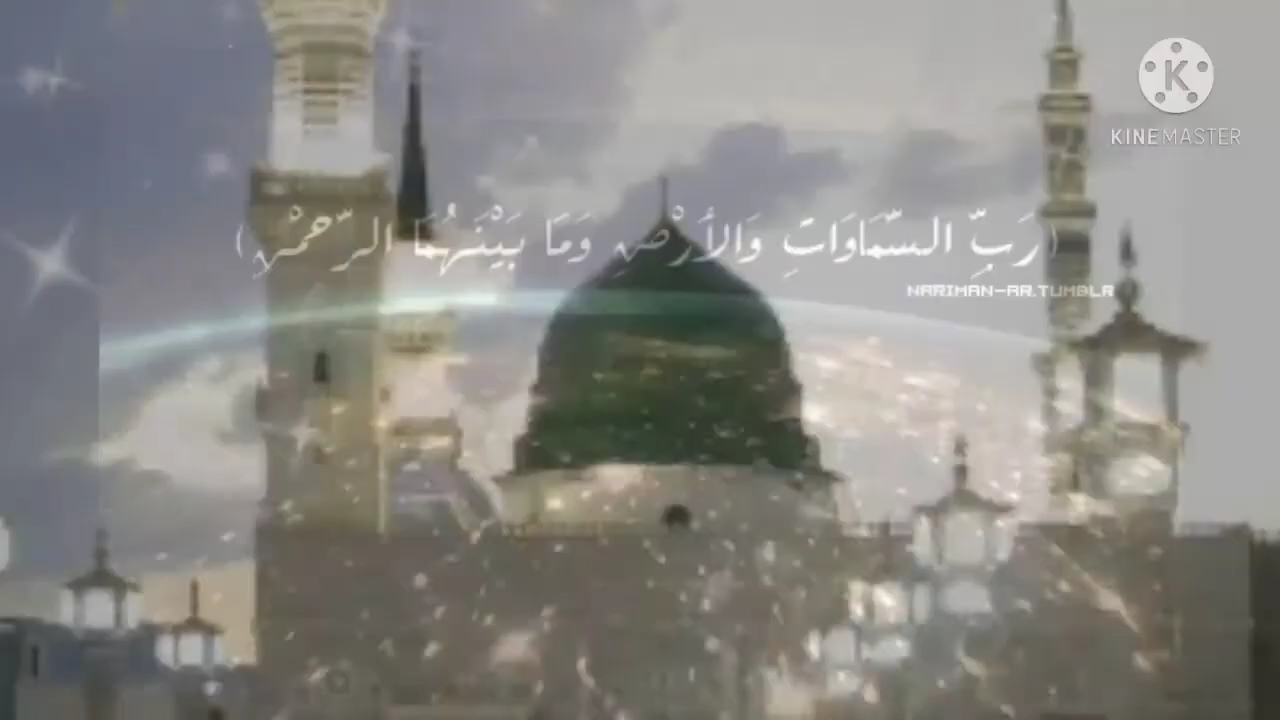 K
KINEMASTER
(رَبِّ السَّمَاوَاتِ وَالأَرْضِ وَمَا بَيْنَهُمَا الرَّحْمَٰنِ)
NARIMAN-AR.TUMBLR